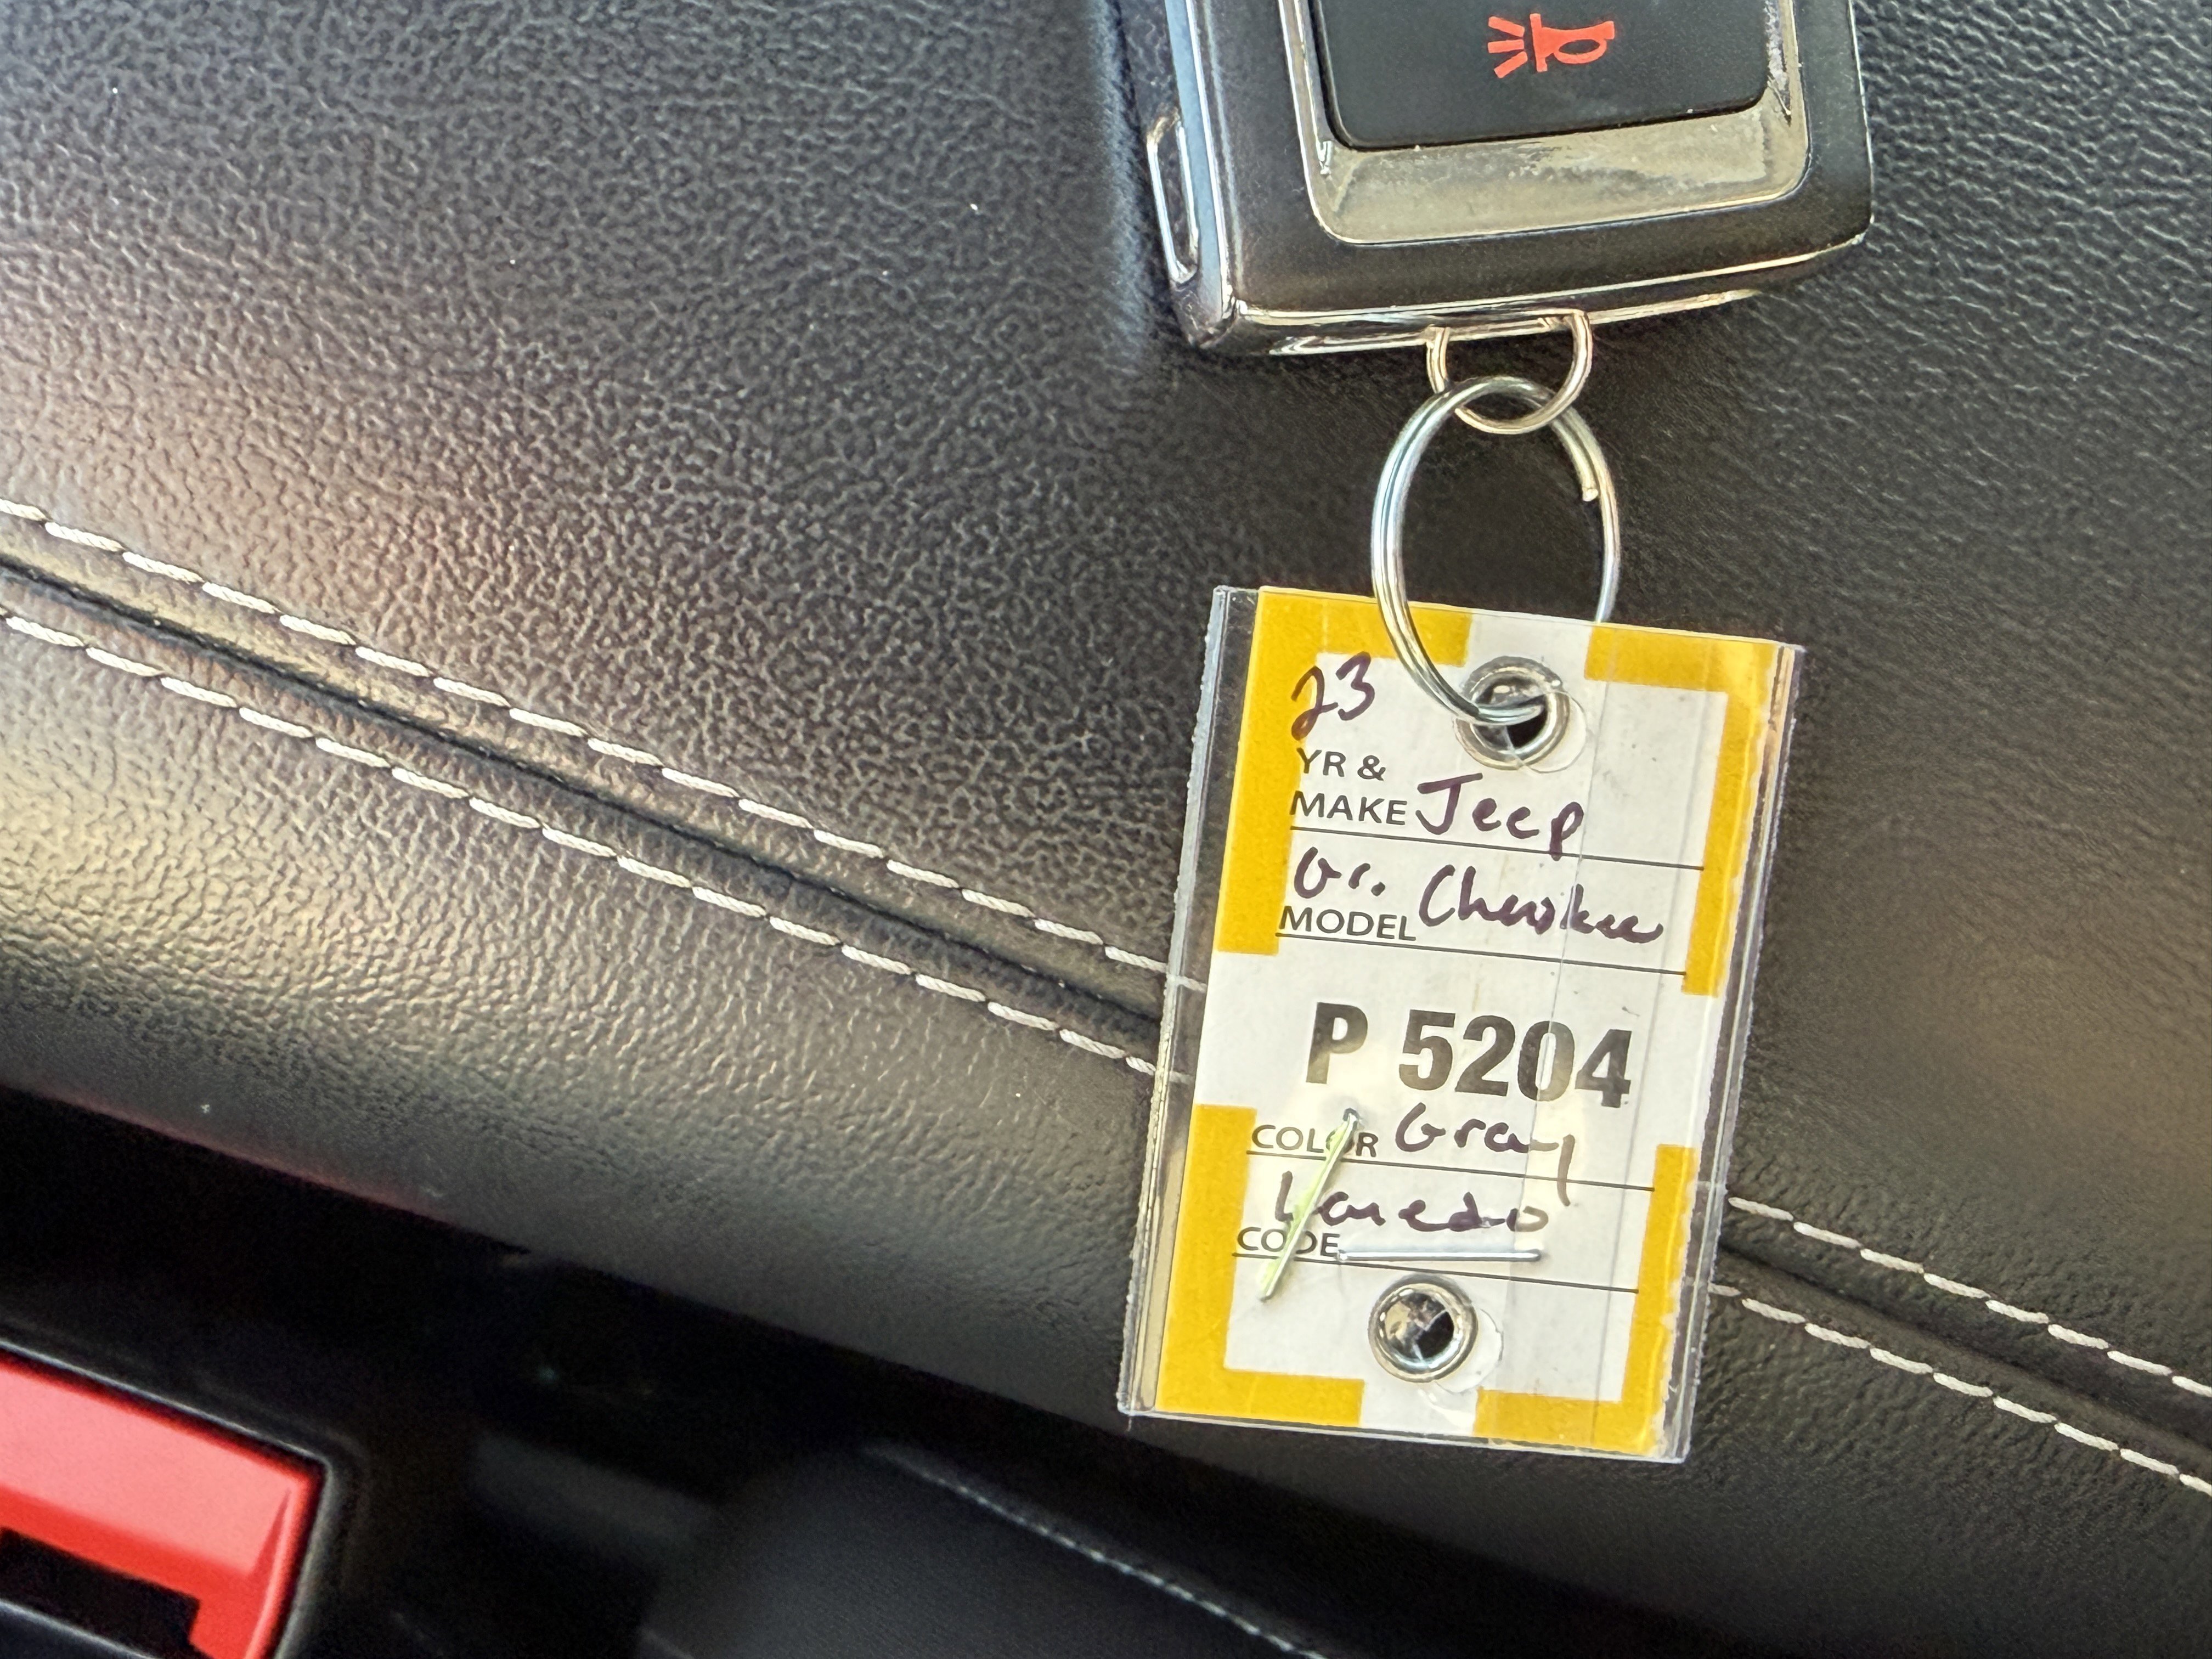 23
YR &
MAKE Jeep
Gr. Cherokee
MODEL
P 5204
COLOR Gray
Laredo
CODE